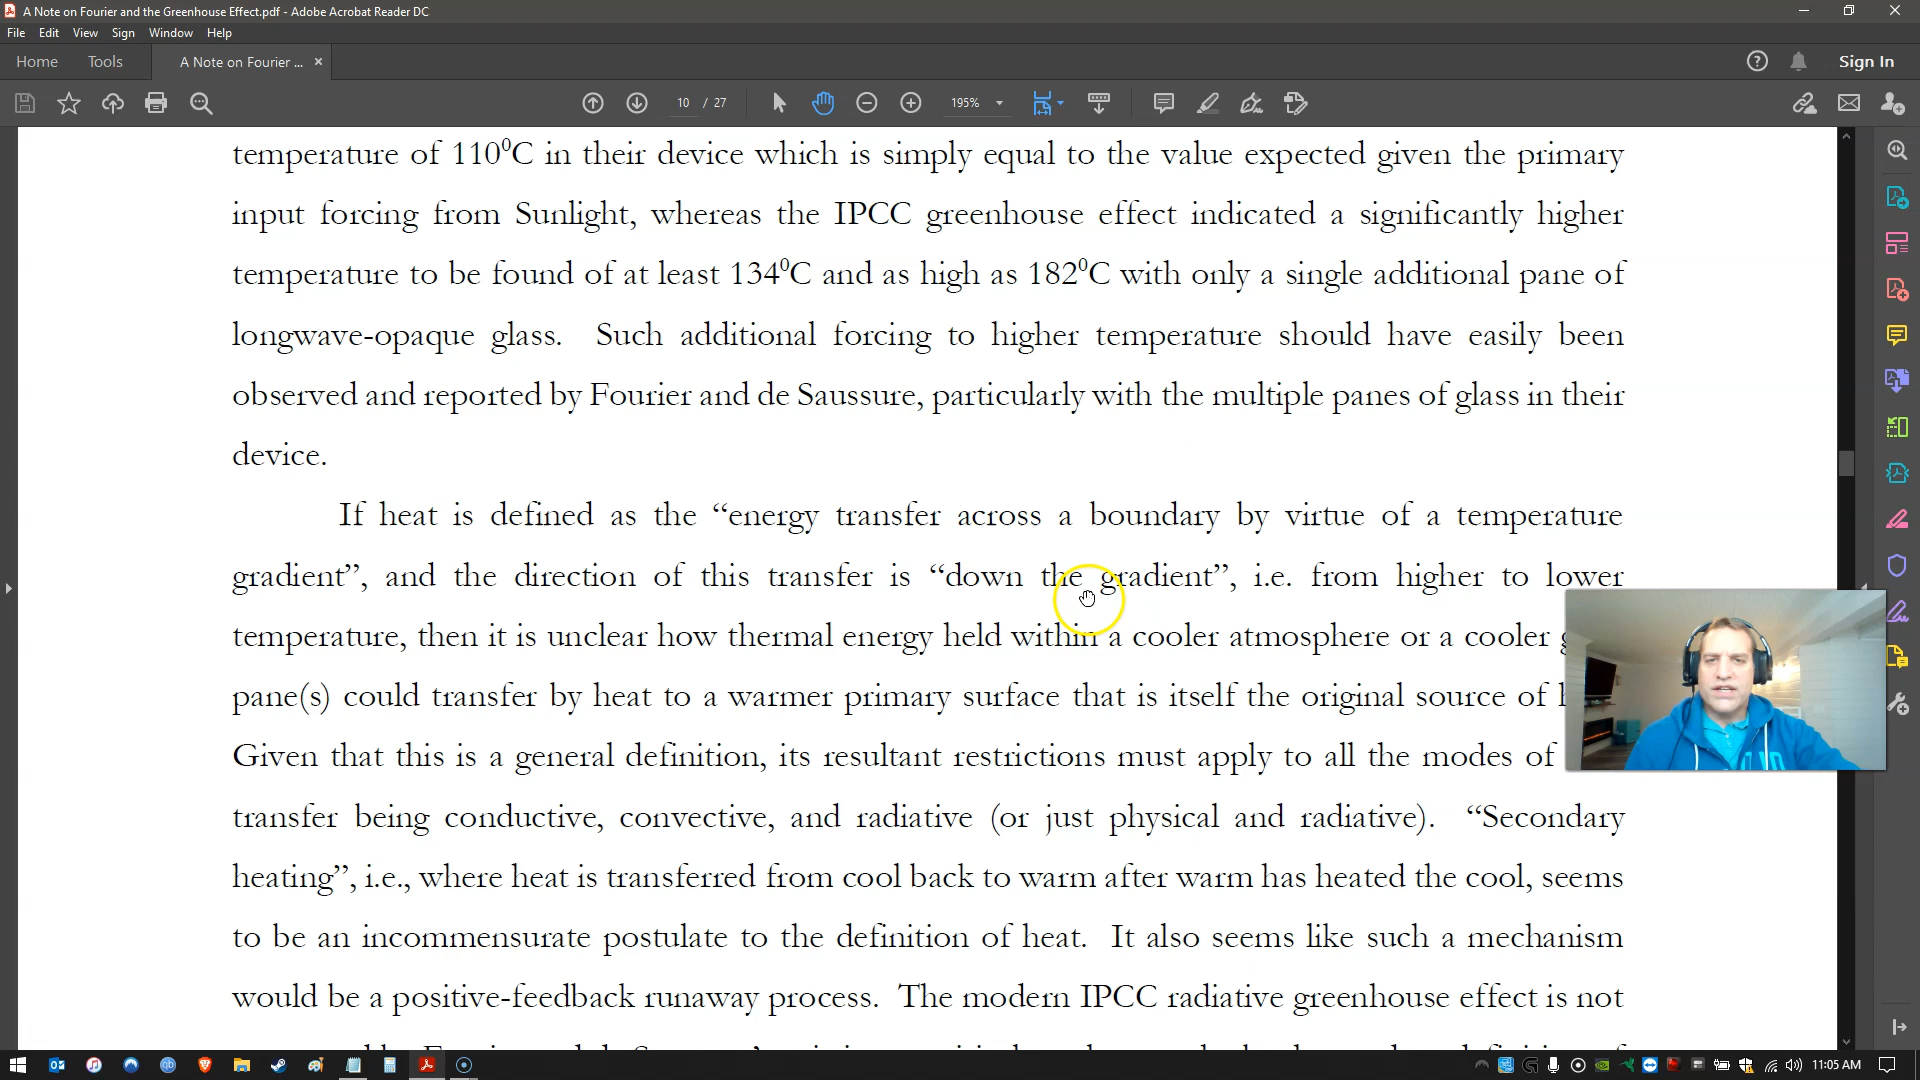 A Note on Fourier and the Greenhouse Effect.pdf - Adobe Acrobat Reader DC
File Edit View Sign Window Help
Home Tools A Note on Fourier ... × Sign In
10 / 27 195%
temperature of 110⁰C in their device which is simply equal to the value expected given the primary
input forcing from Sunlight, whereas the IPCC greenhouse effect indicated a significantly higher
temperature to be found of at least 134⁰C and as high as 182⁰C with only a single additional pane of
longwave-opaque glass. Such additional forcing to higher temperature should have easily been
observed and reported by Fourier and de Saussure, particularly with the multiple panes of glass in their
device.
If heat is defined as the “energy transfer across a boundary by virtue of a temperature
gradient”, and the direction of this transfer is “down the gradient”, i.e. from higher to lower
temperature, then it is unclear how thermal energy held within a cooler atmosphere or a cooler
pane(s) could transfer by heat to a warmer primary surface that is itself the original source of
Given that this is a general definition, its resultant restrictions must apply to all the modes of
transfer being conductive, convective, and radiative (or just physical and radiative). “Secondary
heating”, i.e., where heat is transferred from cool back to warm after warm has heated the cool, seems
to be an incommensurate postulate to the definition of heat. It also seems like such a mechanism
would be a positive-feedback runaway process. The modern IPCC radiative greenhouse effect is not
11:05 AM